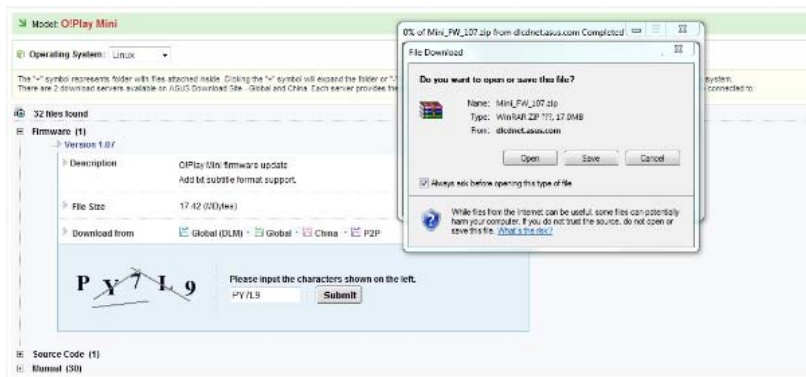 Model: O!Play Mini
Operating System: Linux
The "+" symbol represents folder with files attached inside. Clicking the "+" symbol will expand the folder or "-
system.
There are 2 download servers available on ASUS Download Site - Global and China. Each server provides the
connected to.
32 files found
Firmware (1)
Version 1.07
Description
O!Play Mini firmware update
Add txt subtitle format support.
File Size
17.42 (MBytes)
Download from
Global (DLM) - Global - China - P2P
P Y 7 L 9
Please input the characters shown on the left.
PY7L9
Submit
Source Code (1)
Manual (30)
0% of Mini_FW_107.zip from dlcdnet.asus.com Completed
File Download
Do you want to open or save this file?
Name: Mini_FW_107.zip
Type: WinRAR ZIP ???, 17.0MB
From: dlcdnet.asus.com
Open
Save
Cancel
Always ask before opening this type of file
While files from the Internet can be useful, some files can potentially
harm your computer. If you do not trust the source, do not open or
save this file. What's the risk?